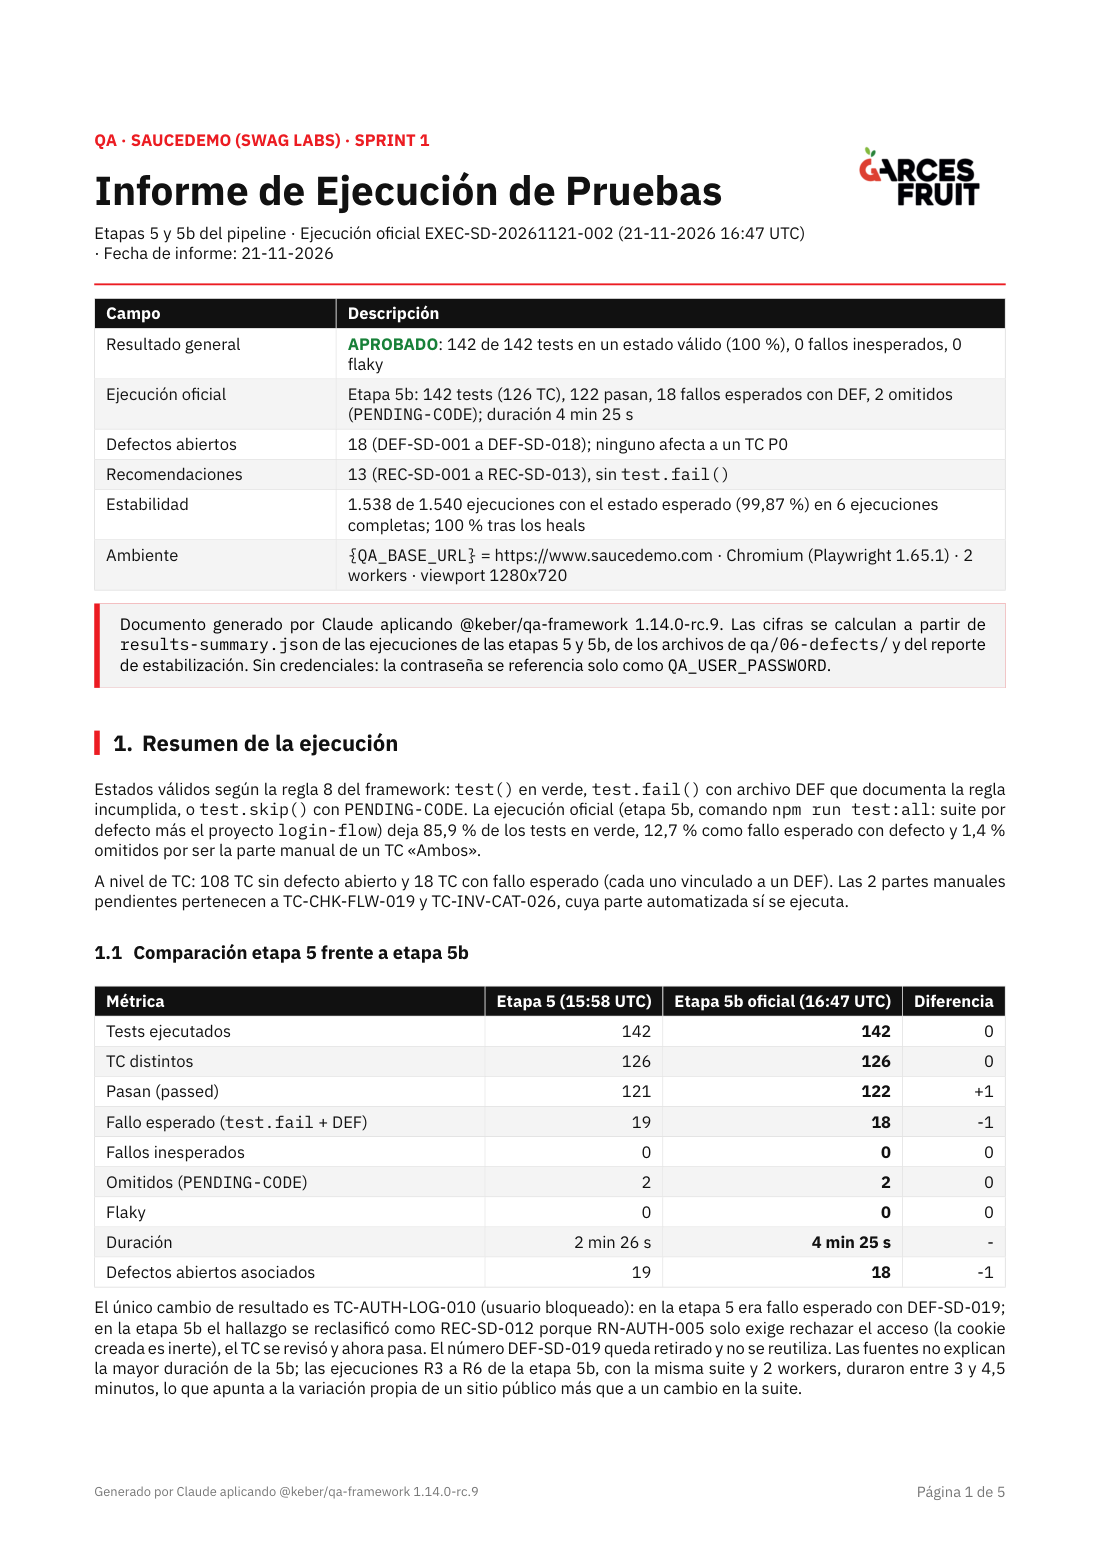 QA · SAUCEDEMO (SWAG LABS) · SPRINT 1
GARCES
FRUIT
Informe de Ejecución de Pruebas
Etapas 5 y 5b del pipeline · Ejecución oficial EXEC-SD-20261121-002 (21-11-2026 16:47 UTC)
· Fecha de informe: 21-11-2026
Campo Descripción
Resultado general APROBADO: 142 de 142 tests en un estado válido (100 %), 0 fallos inesperados, 0
flaky
Ejecución oficial Etapa 5b: 142 tests (126 TC), 122 pasan, 18 fallos esperados con DEF, 2 omitidos
(PENDING-CODE); duración 4 min 25 s
Defectos abiertos 18 (DEF-SD-001 a DEF-SD-018); ninguno afecta a un TC P0
Recomendaciones 13 (REC-SD-001 a REC-SD-013), sin test.fail()
Estabilidad 1.538 de 1.540 ejecuciones con el estado esperado (99,87 %) en 6 ejecuciones
completas; 100 % tras los heals
Ambiente {QA_BASE_URL} = https://www.saucedemo.com · Chromium (Playwright 1.65.1) · 2
workers · viewport 1280x720
Documento generado por Claude aplicando @keber/qa-framework 1.14.0-rc.9. Las cifras se calculan a partir de
results-summary.json de las ejecuciones de las etapas 5 y 5b, de los archivos de qa/06-defects/ y del reporte
de estabilización. Sin credenciales: la contraseña se referencia solo como QA_USER_PASSWORD.
1. Resumen de la ejecución
Estados válidos según la regla 8 del framework: test() en verde, test.fail() con archivo DEF que documenta la regla
incumplida, o test.skip() con PENDING-CODE. La ejecución oficial (etapa 5b, comando npm run test:all: suite por
defecto más el proyecto login-flow) deja 85,9 % de los tests en verde, 12,7 % como fallo esperado con defecto y 1,4 %
omitidos por ser la parte manual de un TC «Ambos».
A nivel de TC: 108 TC sin defecto abierto y 18 TC con fallo esperado (cada uno vinculado a un DEF). Las 2 partes manuales
pendientes pertenecen a TC-CHK-FLW-019 y TC-INV-CAT-026, cuya parte automatizada sí se ejecuta.
1.1 Comparación etapa 5 frente a etapa 5b
Métrica Etapa 5 (15:58 UTC) Etapa 5b oficial (16:47 UTC) Diferencia
Tests ejecutados 142 142 0
TC distintos 126 126 0
Pasan (passed) 121 122 +1
Fallo esperado (test.fail + DEF) 19 18 -1
Fallos inesperados 0 0 0
Omitidos (PENDING-CODE) 2 2 0
Flaky 0 0 0
Duración 2 min 26 s 4 min 25 s -
Defectos abiertos asociados 19 18 -1
El único cambio de resultado es TC-AUTH-LOG-010 (usuario bloqueado): en la etapa 5 era fallo esperado con DEF-SD-019;
en la etapa 5b el hallazgo se reclasificó como REC-SD-012 porque RN-AUTH-005 solo exige rechazar el acceso (la cookie
creada es inerte), el TC se revisó y ahora pasa. El número DEF-SD-019 queda retirado y no se reutiliza. Las fuentes no explican
la mayor duración de la 5b; las ejecuciones R3 a R6 de la etapa 5b, con la misma suite y 2 workers, duraron entre 3 y 4,5
minutos, lo que apunta a la variación propia de un sitio público más que a un cambio en la suite.
Generado por Claude aplicando @keber/qa-framework 1.14.0-rc.9
Página 1 de 5